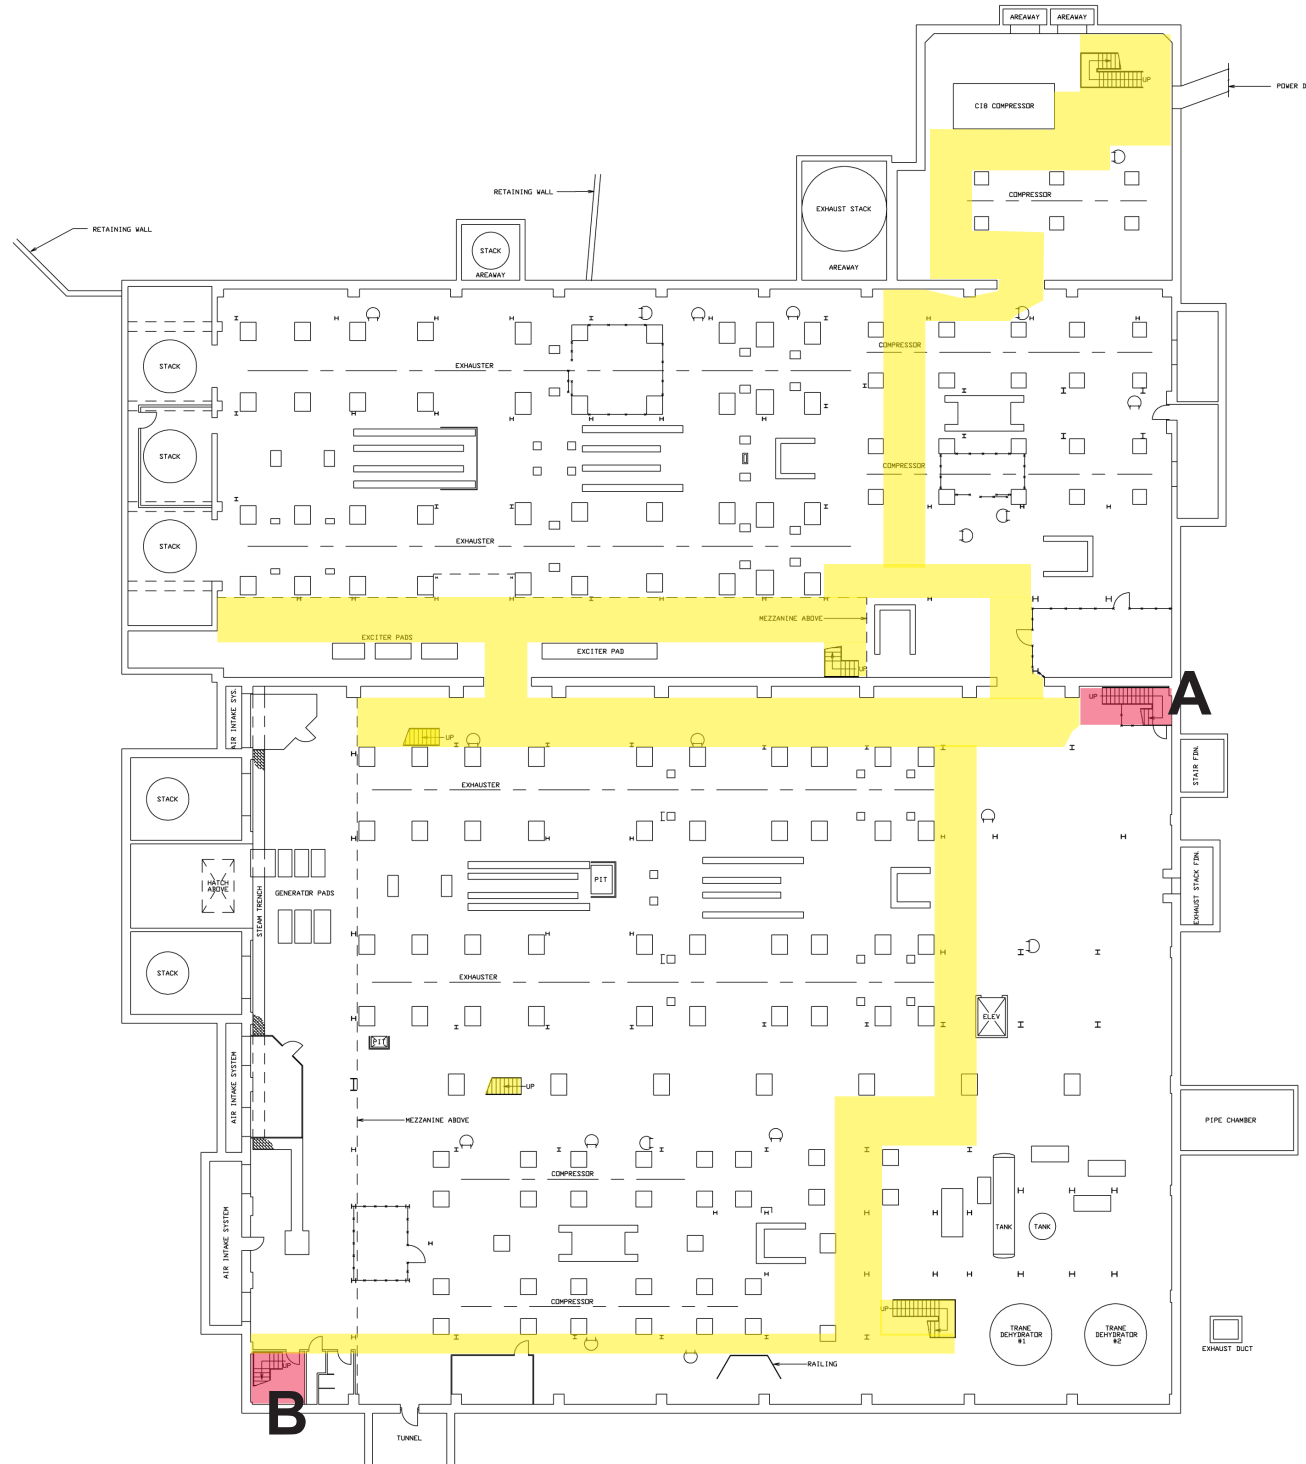 AREAWAY
AREAWAY
UP
CI8 COMPRESSOR
POWER D
COMPRESSOR
RETAINING WALL
EXHAUST STACK
AREAWAY
RETAINING WALL
STACK
AREAWAY
STACK
EXHAUSTER
COMPRESSOR
STACK
COMPRESSOR
STACK
EXHAUSTER
MEZZANINE ABOVE
EXCITER PADS
EXCITER PAD
UP
UP
A
AIR INTAKE SYS.
UP
STAIR FDN.
EXHAUSTER
STACK
PIT
HATCH
ABOVE
GENERATOR PADS
STEAM TRENCH
EXHAUST STACK FDN.
STACK
EXHAUSTER
ELEV
PIT
AIR INTAKE SYSTEM
UP
MEZZANINE ABOVE
PIPE CHAMBER
COMPRESSOR
AIR INTAKE SYSTEM
TANK
TANK
COMPRESSOR
UP
TRANE
DEHYDRATOR
#1
TRANE
DEHYDRATOR
#2
EXHAUST DUCT
UP
RAILING
B
TUNNEL